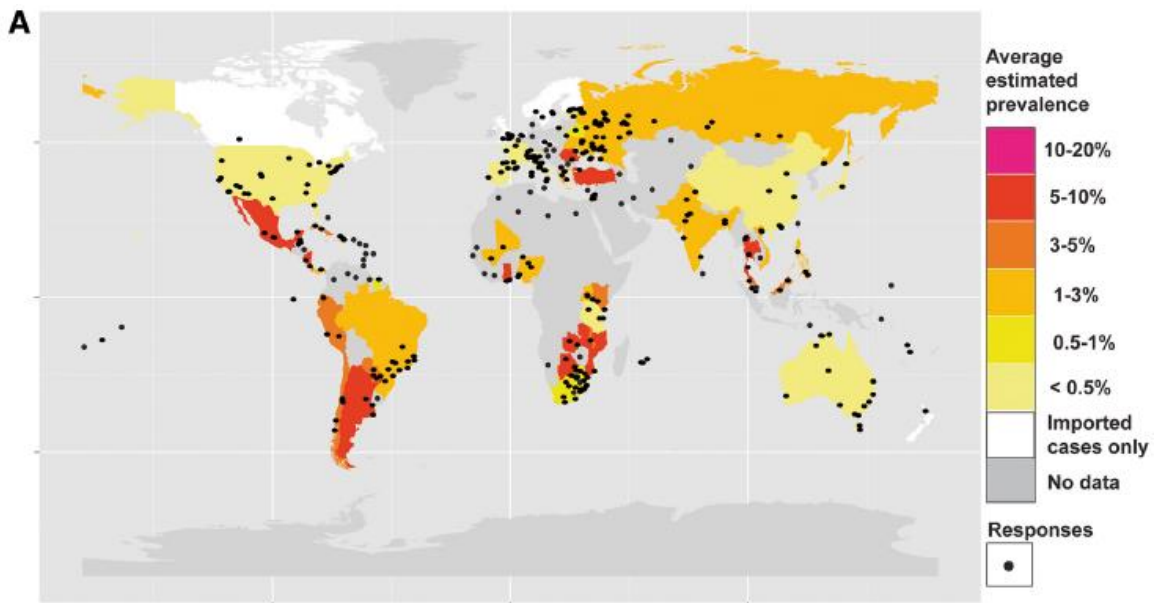 A
Average
estimated
prevalence
10-20%
5-10%
3-5%
1-3%
0.5-1%
< 0.5%
Imported
cases only
No data
Responses